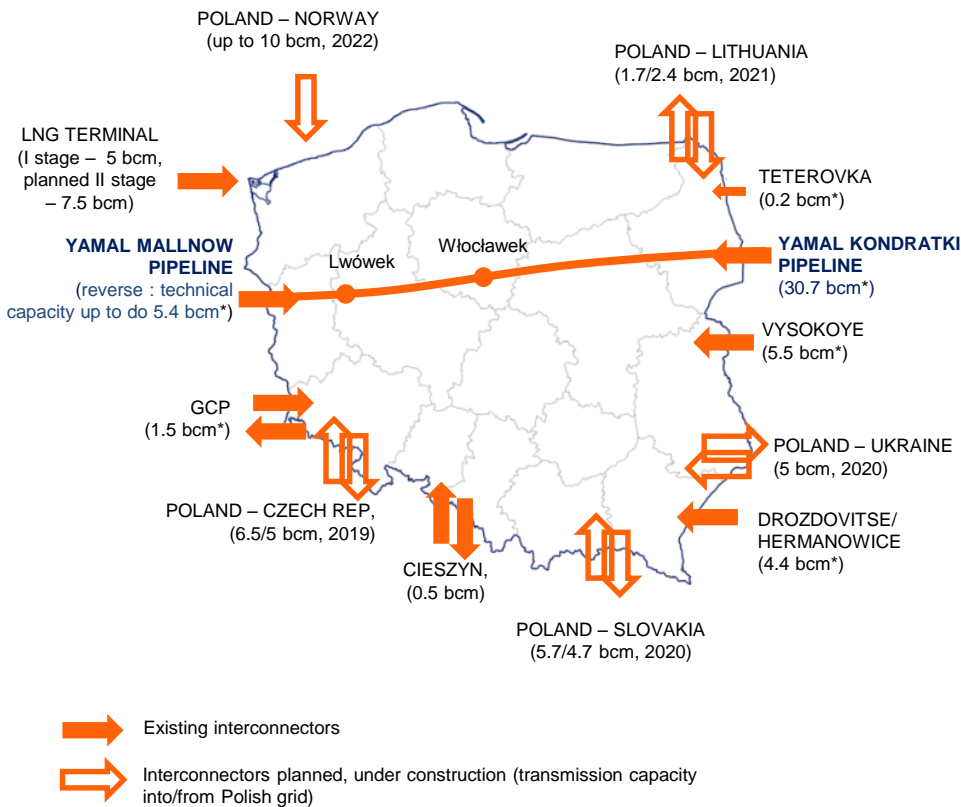 POLAND – NORWAY
(up to 10 bcm, 2022)
POLAND – LITHUANIA
(1.7/2.4 bcm, 2021)
LNG TERMINAL
(I stage – 5 bcm,
planned II stage
– 7.5 bcm)
TETEROVKA
(0.2 bcm*)
YAMAL MALLNOW
PIPELINE
(reverse : technical
capacity up to do 5.4 bcm*)
Lwówek
Włocławek
YAMAL KONDRATKI
PIPELINE
(30.7 bcm*)
VYSOKOYE
(5.5 bcm*)
GCP
(1.5 bcm*)
POLAND – UKRAINE
(5 bcm, 2020)
POLAND – CZECH REP,
(6.5/5 bcm, 2019)
DROZDOVITSE/
HERMANOWICE
(4.4 bcm*)
CIESZYN,
(0.5 bcm)
POLAND – SLOVAKIA
(5.7/4.7 bcm, 2020)
Existing interconnectors
Interconnectors planned, under construction (transmission capacity
into/from Polish grid)